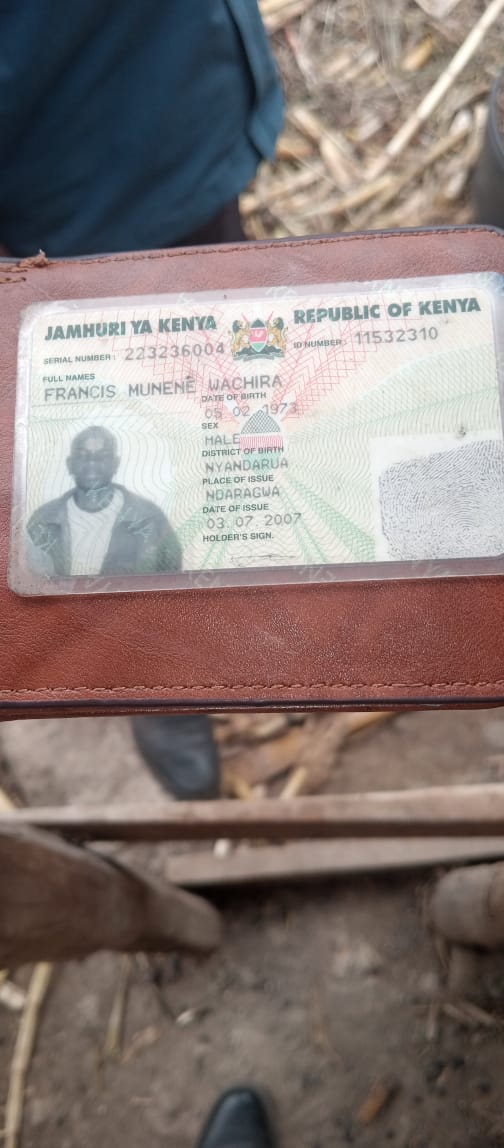 JAMHURI YA KENYA REPUBLIC OF KENYA
SERIAL NUMBER: 223236004 ID NUMBER: 11532310
FULL NAMES
FRANCIS MUNENE WACHIRA
DATE OF BIRTH
05 02 1973
SEX
MALE
DISTRICT OF BIRTH
NYANDARUA
PLACE OF ISSUE
NDARAGWA
DATE OF ISSUE
03.07.2007
HOLDER'S SIGN.